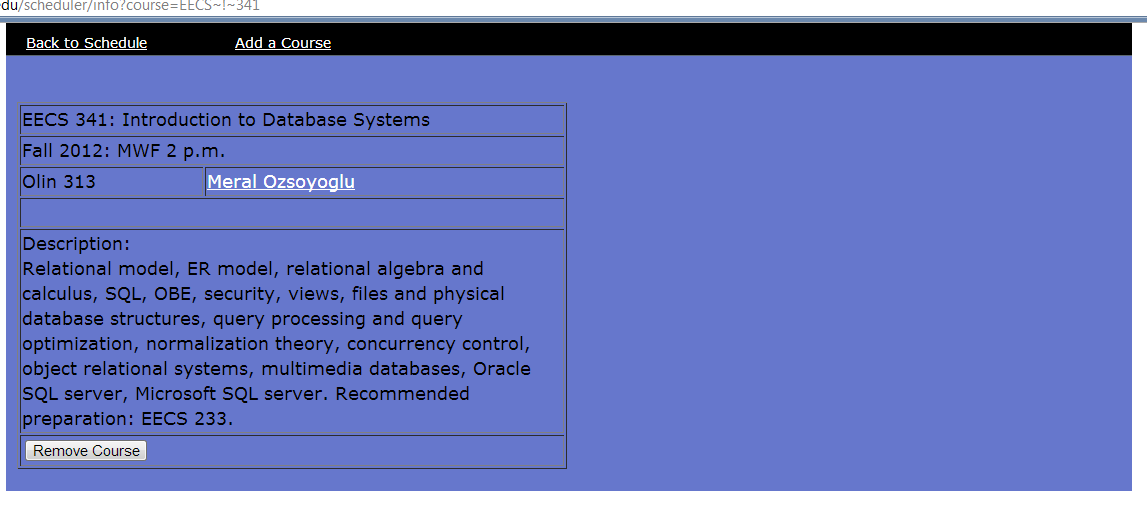 edu/scheduler/info?course=EECS~!~341
Back to Schedule Add a Course
EECS 341: Introduction to Database Systems
Fall 2012: MWF 2 p.m.
Olin 313 Meral Ozsoyoglu
Description:
Relational model, ER model, relational algebra and
calculus, SQL, OBE, security, views, files and physical
database structures, query processing and query
optimization, normalization theory, concurrency control,
object relational systems, multimedia databases, Oracle
SQL server, Microsoft SQL server. Recommended
preparation: EECS 233.
Remove Course